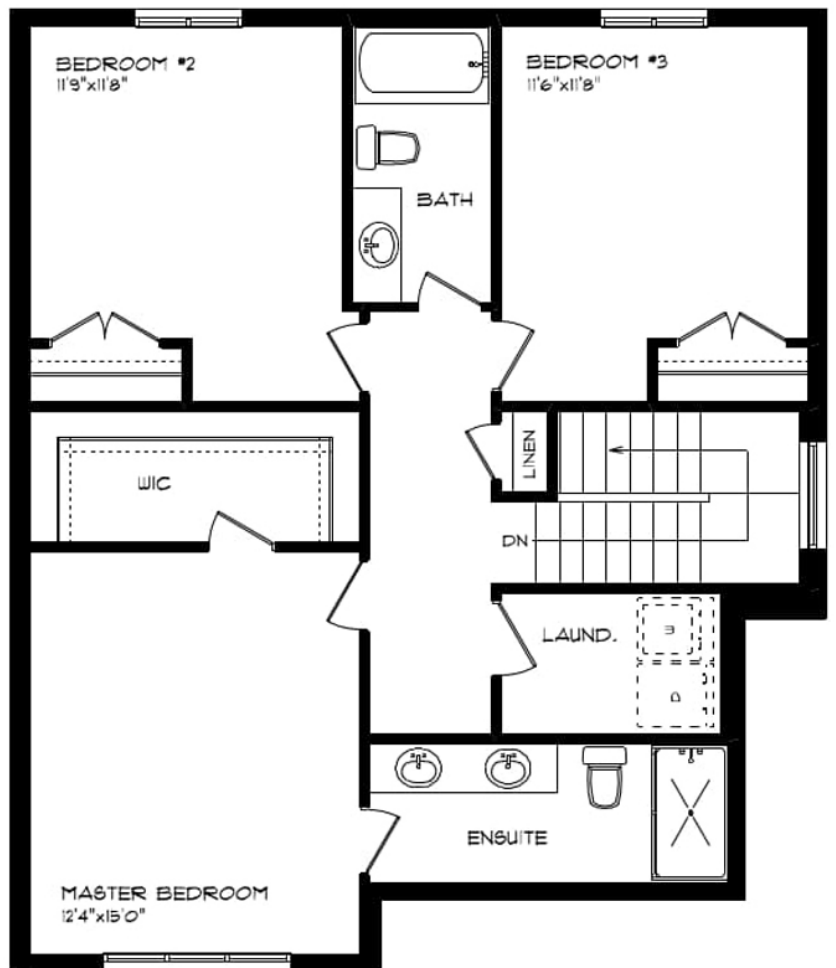 BEDROOM #2
11'9"x11'8"
BEDROOM #3
11'6"x11'8"
BATH
LINEN
WIC
DN
LAUND.
W
D
ENSUITE
MASTER BEDROOM
12'4"x15'0"